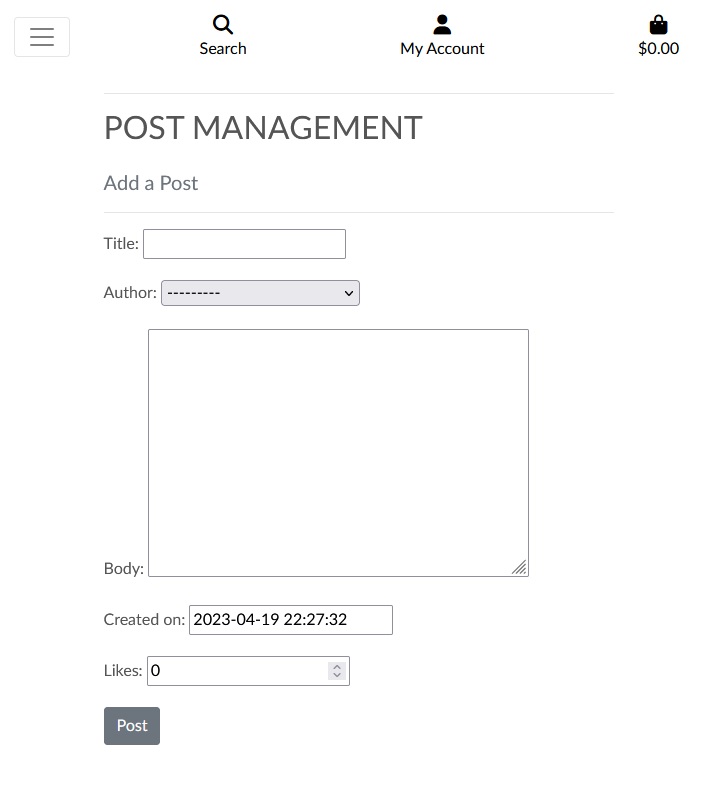 Search
My Account
$0.00
POST MANAGEMENT
Add a Post
Title:
Author: ---------
Body:
Created on: 2023-04-19 22:27:32
Likes: 0
Post